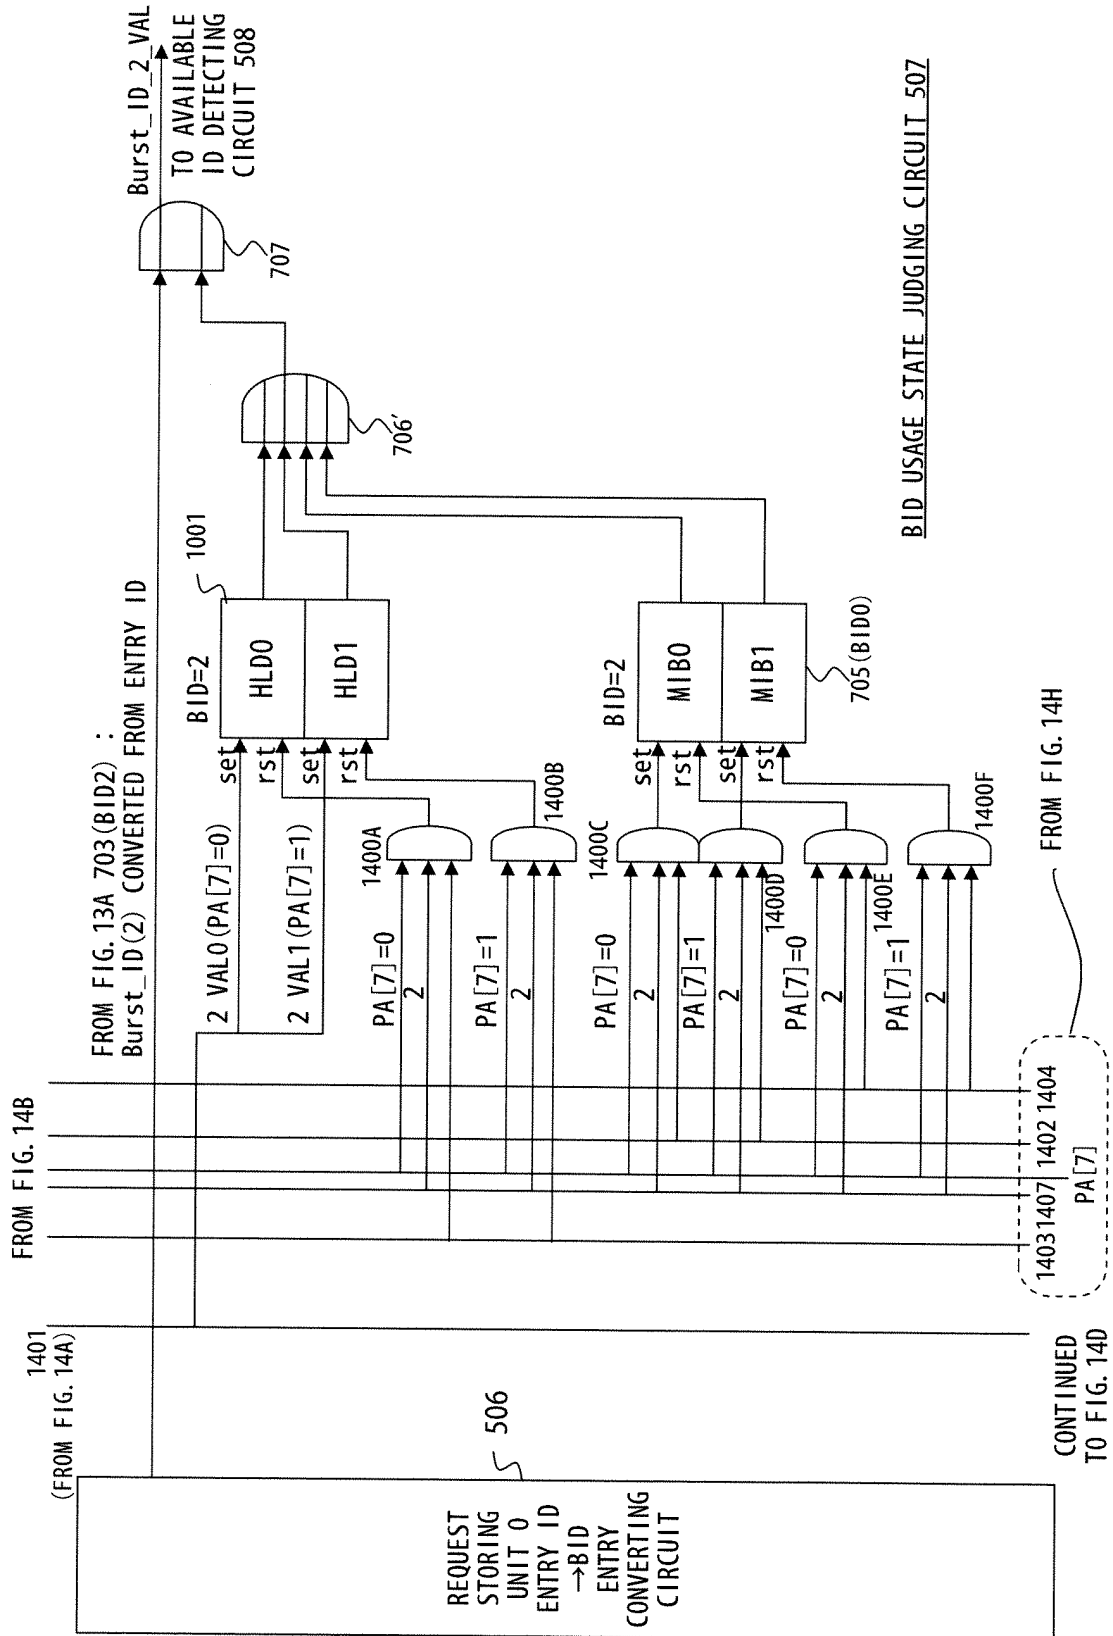 1401
(FROM FIG. 14A)
FROM FIG. 14B
FROM FIG. 13A 703(BID2) :
Burst_ID(2) CONVERTED FROM ENTRY ID
Burst_ID_2_VAL
TO AVAILABLE
ID DETECTING
CIRCUIT 508
707
706'
1001
BID=2
HLD0
HLD1
set
rst
set
rst
2 VAL0(PA[7]=0)
2 VAL1(PA[7]=1)
PA[7]=0
2
1400A
PA[7]=1
2
1400B
BID=2
MIB0
MIB1
705(BID0)
set
rst
set
rst
PA[7]=0
2
1400C
PA[7]=1
2
1400D
PA[7]=0
2
1400E
PA[7]=1
2
1400F
506
REQUEST
STORING
UNIT 0
ENTRY ID
→BID
ENTRY
CONVERTING
CIRCUIT
1403
1407
1402
1404
PA[7]
FROM FIG. 14H
CONTINUED
TO FIG. 14D
BID USAGE STATE JUDGING CIRCUIT 507